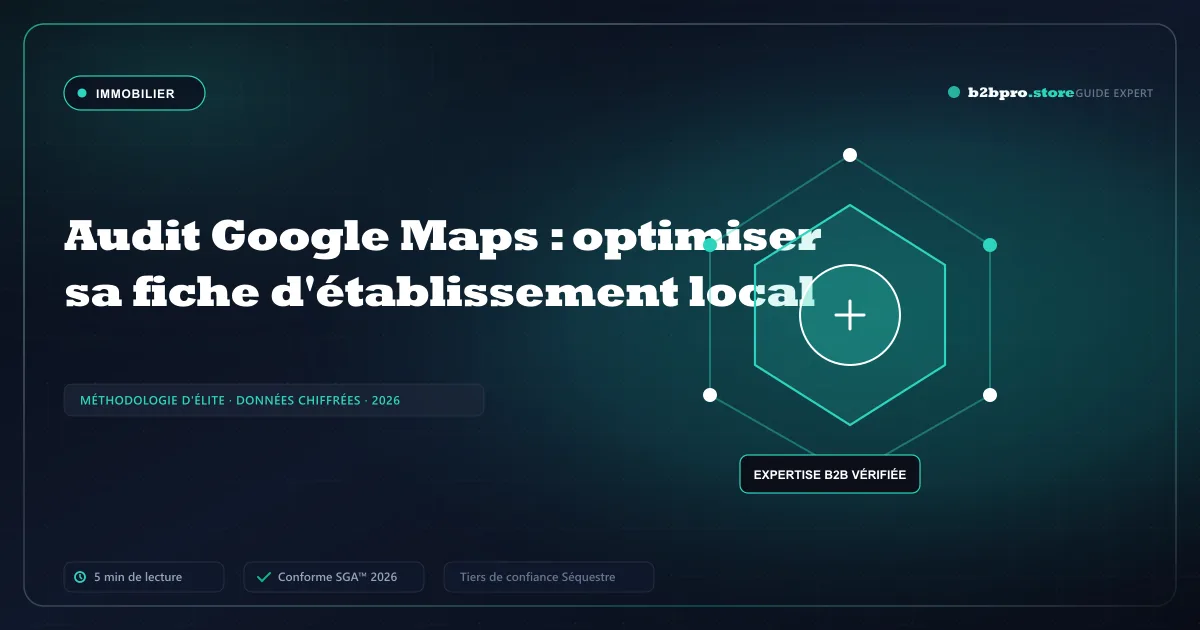 IMMOBILIER
b2bpro.store GUIDE EXPERT
Audit Google Maps : optimiser
sa fiche d'établissement local
MÉTHODOLOGIE D'ÉLITE · DONNÉES CHIFFRÉES · 2026
EXPERTISE B2B VÉRIFIÉE
5 min de lecture
Conforme SGA™ 2026
Tiers de confiance Séquestre